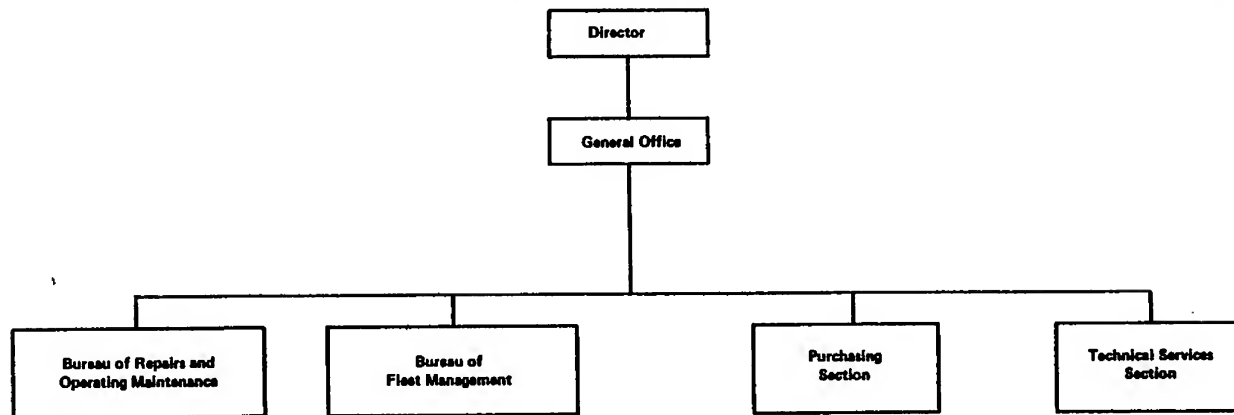 Director
General Office
Bureau of Repairs and
Operating Maintenance
Bureau of
Fleet Management
Purchasing
Section
Technical Services
Section